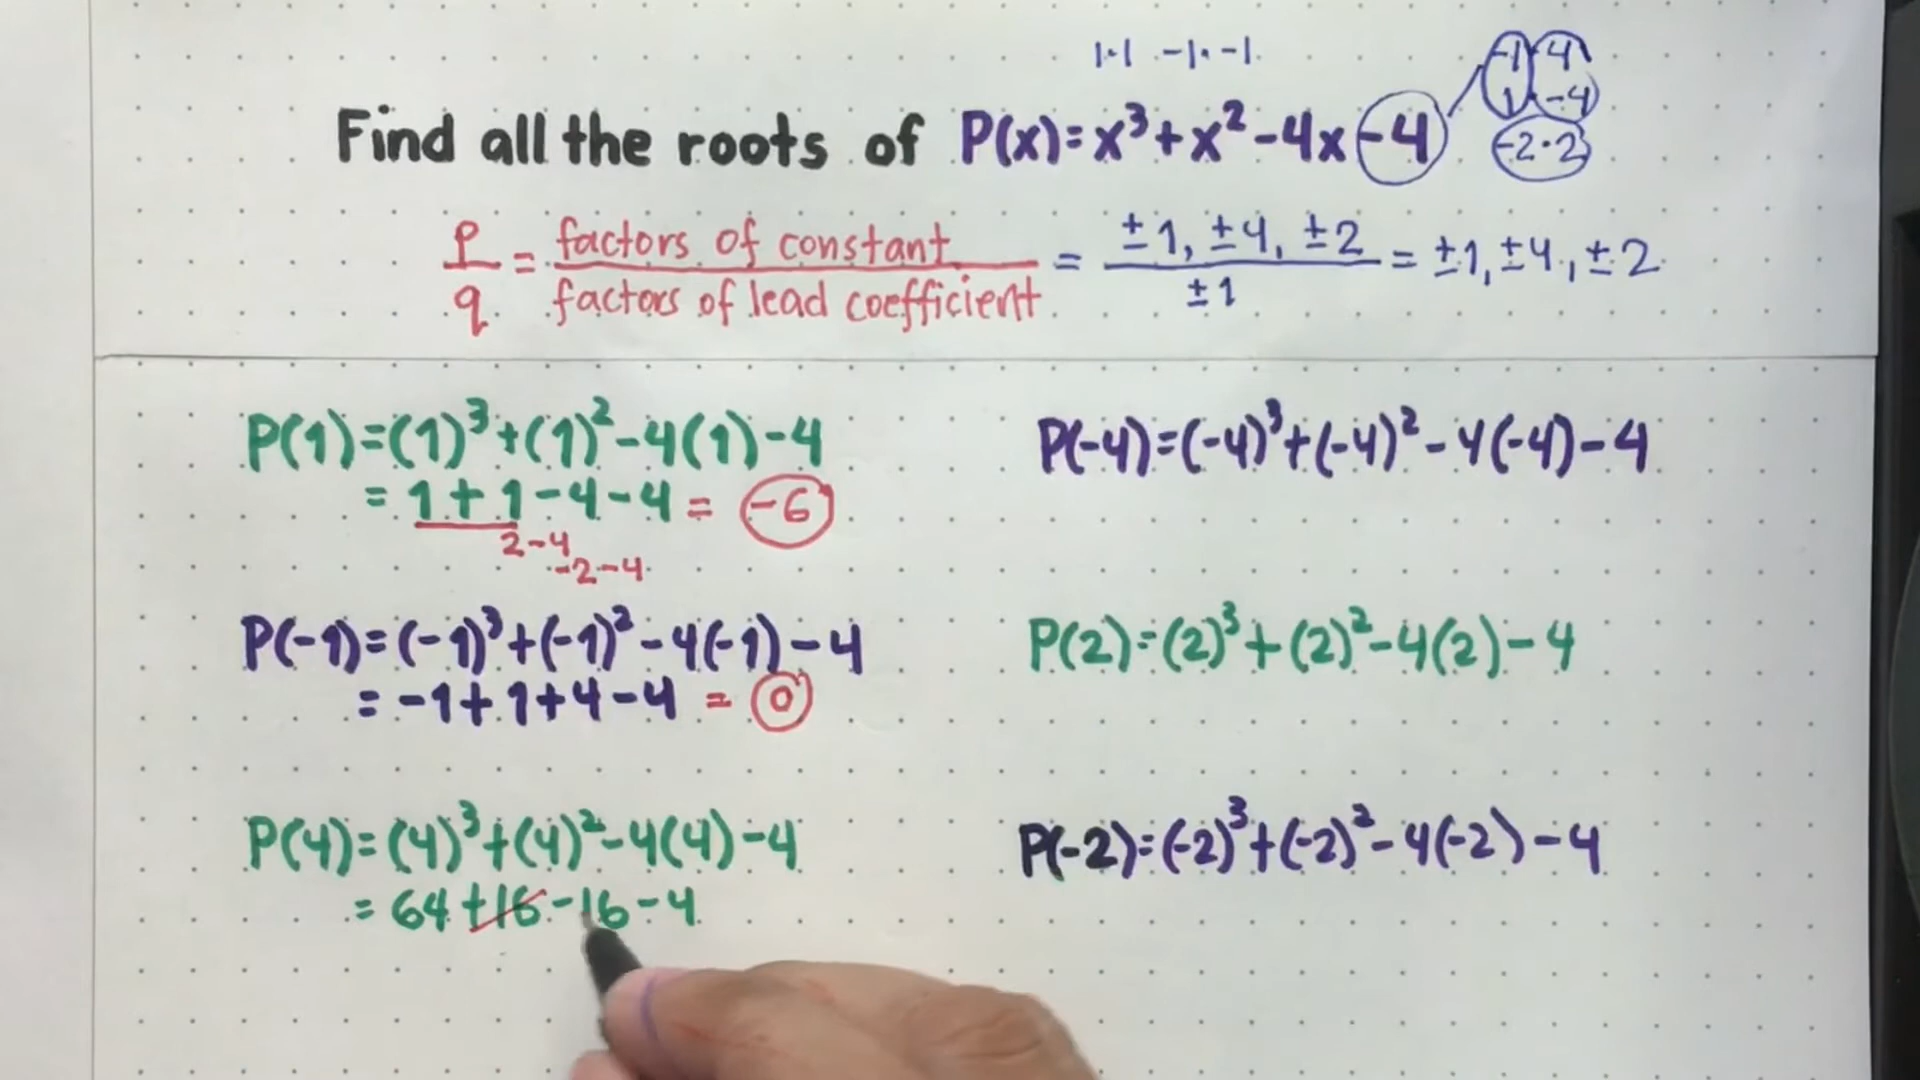 1·1 -1·-1
-1 4
1·-4
-2·2
Find all the roots of P(x)=x³+x²-4x-4
p/q = factors of constant/factors of lead coefficient = ±1, ±4, ±2/±1 = ±1, ±4, ±2
P(1)=(1)³+(1)²-4(1)-4
= 1+1-4-4 = -6
2-4
-2-4
P(-1)=(-1)³+(-1)²-4(-1)-4
= -1+1+4-4 = 0
P(4)=(4)³+(4)²-4(4)-4
= 64+16-16-4
P(-4)=(-4)³+(-4)²-4(-4)-4
P(2)=(2)³+(2)²-4(2)-4
P(-2)=(-2)³+(-2)²-4(-2)-4